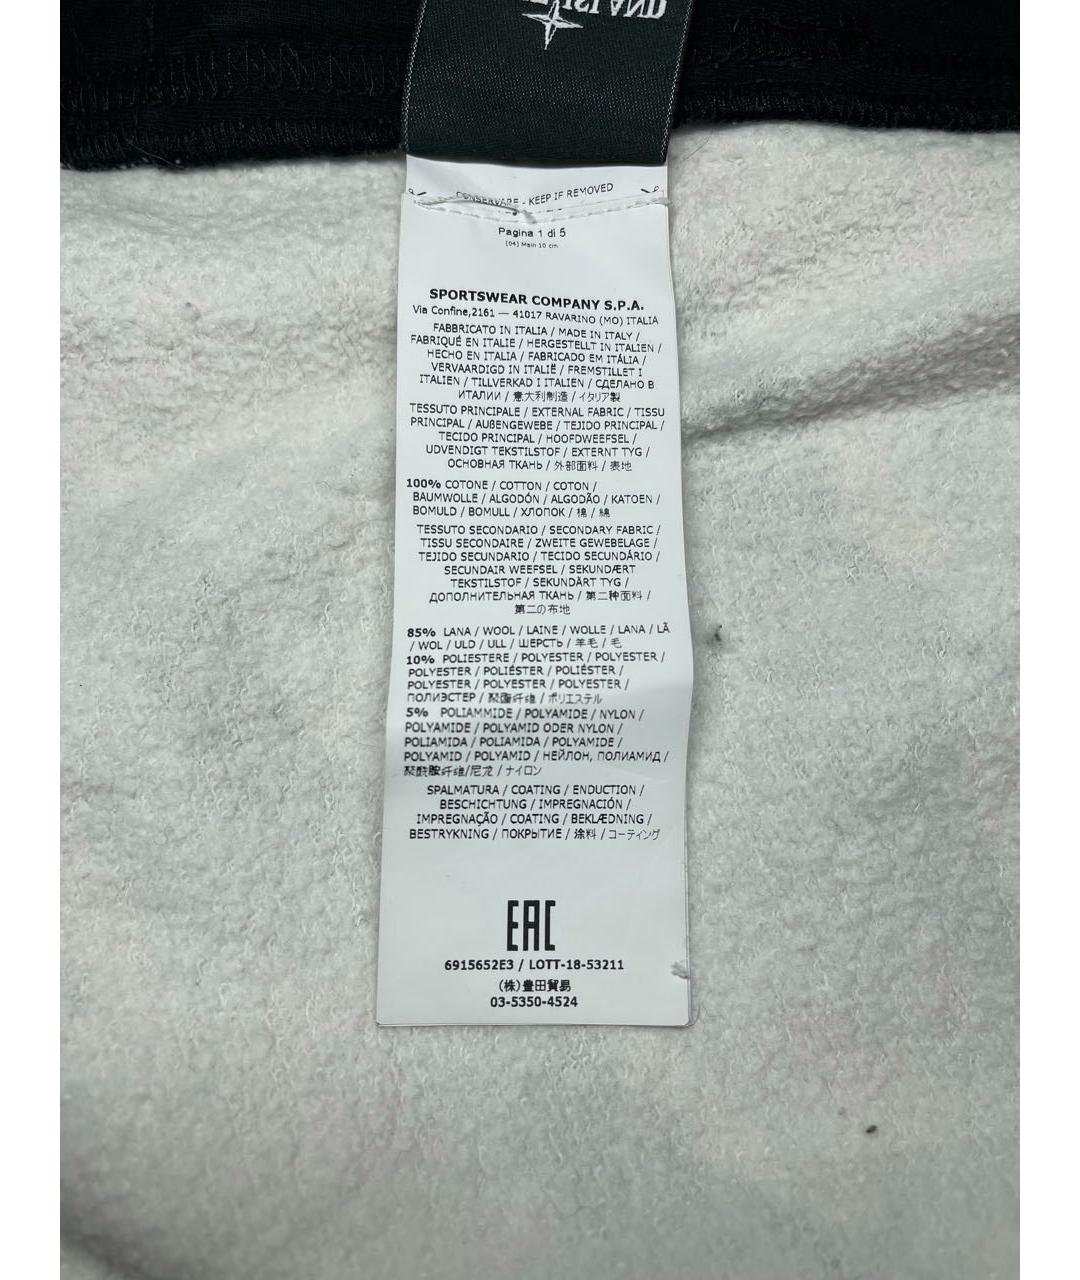 CONSERVARE - KEEP IF REMOVED
Pagina 1 di 5
[04] Main 10 cm
SPORTSWEAR COMPANY S.P.A.
Via Confine,2161 — 41017 RAVARINO (MO) ITALIA
FABBRICATO IN ITALIA / MADE IN ITALY /
FABRIQUÉ EN ITALIE / HERGESTELLT IN ITALIEN /
HECHO EN ITALIA / FABRICADO EM ITÁLIA /
VERVAARDIGD IN ITALIË / FREMSTILLET I
ITALIEN / TILLVERKAD I ITALIEN / СДЕЛАНО В
ИТАЛИИ / 意大利制造 / イタリア製
TESSUTO PRINCIPALE / EXTERNAL FABRIC / TISSU
PRINCIPAL / AUßENGEWEBE / TEJIDO PRINCIPAL /
TECIDO PRINCIPAL / HOOFDWEEFSEL /
UDVENDIGT TEKSTILSTOF / EXTERNT TYG /
ОСНОВНАЯ ТКАНЬ / 外部面料 / 表地
100% COTONE / COTTON / COTON /
BAUMWOLLE / ALGODÓN / ALGODÃO / KATOEN /
BOMULD / BOMULL / ХЛОПОК / 棉 / 綿
TESSUTO SECONDARIO / SECONDARY FABRIC /
TISSU SECONDAIRE / ZWEITE GEWEBELAGE /
TEJIDO SECUNDARIO / TECIDO SECUNDÁRIO /
SECUNDAIR WEEFSEL / SEKUNDÆRT
TEKSTILSTOF / SEKUNDÄRT TYG /
ДОПОЛНИТЕЛЬНАЯ ТКАНЬ / 第二种面料 /
第二の布地
85% LANA / WOOL / LAINE / WOLLE / LANA / LÃ
/ WOL / ULD / ULL / ШЕРСТЬ / 羊毛 / 毛
10% POLIESTERE / POLYESTER / POLYESTER /
POLYESTER / POLIÉSTER / POLIÉSTER /
POLYESTER / POLYESTER / POLYESTER /
ПОЛИЭСТЕР / 聚酯纤维 / ポリエステル
5% POLIAMMIDE / POLYAMIDE / NYLON /
POLYAMIDE / POLYAMID ODER NYLON /
POLIAMIDA / POLIAMIDA / POLYAMIDE /
POLYAMID / POLYAMID / НЕЙЛОН, ПОЛИАМИД /
聚酰胺纤维/尼龙 / ナイロン
SPALMATURA / COATING / ENDUCTION /
BESCHICHTUNG / IMPREGNACIÓN /
IMPREGNAÇÃO / COATING / BEKLÆDNING /
BESTRYKNING / ПОКРЫТИЕ / 涂料 / コーティング
EAC
6915652E3 / LOTT-18-53211
(株)豊田貿易
03-5350-4524